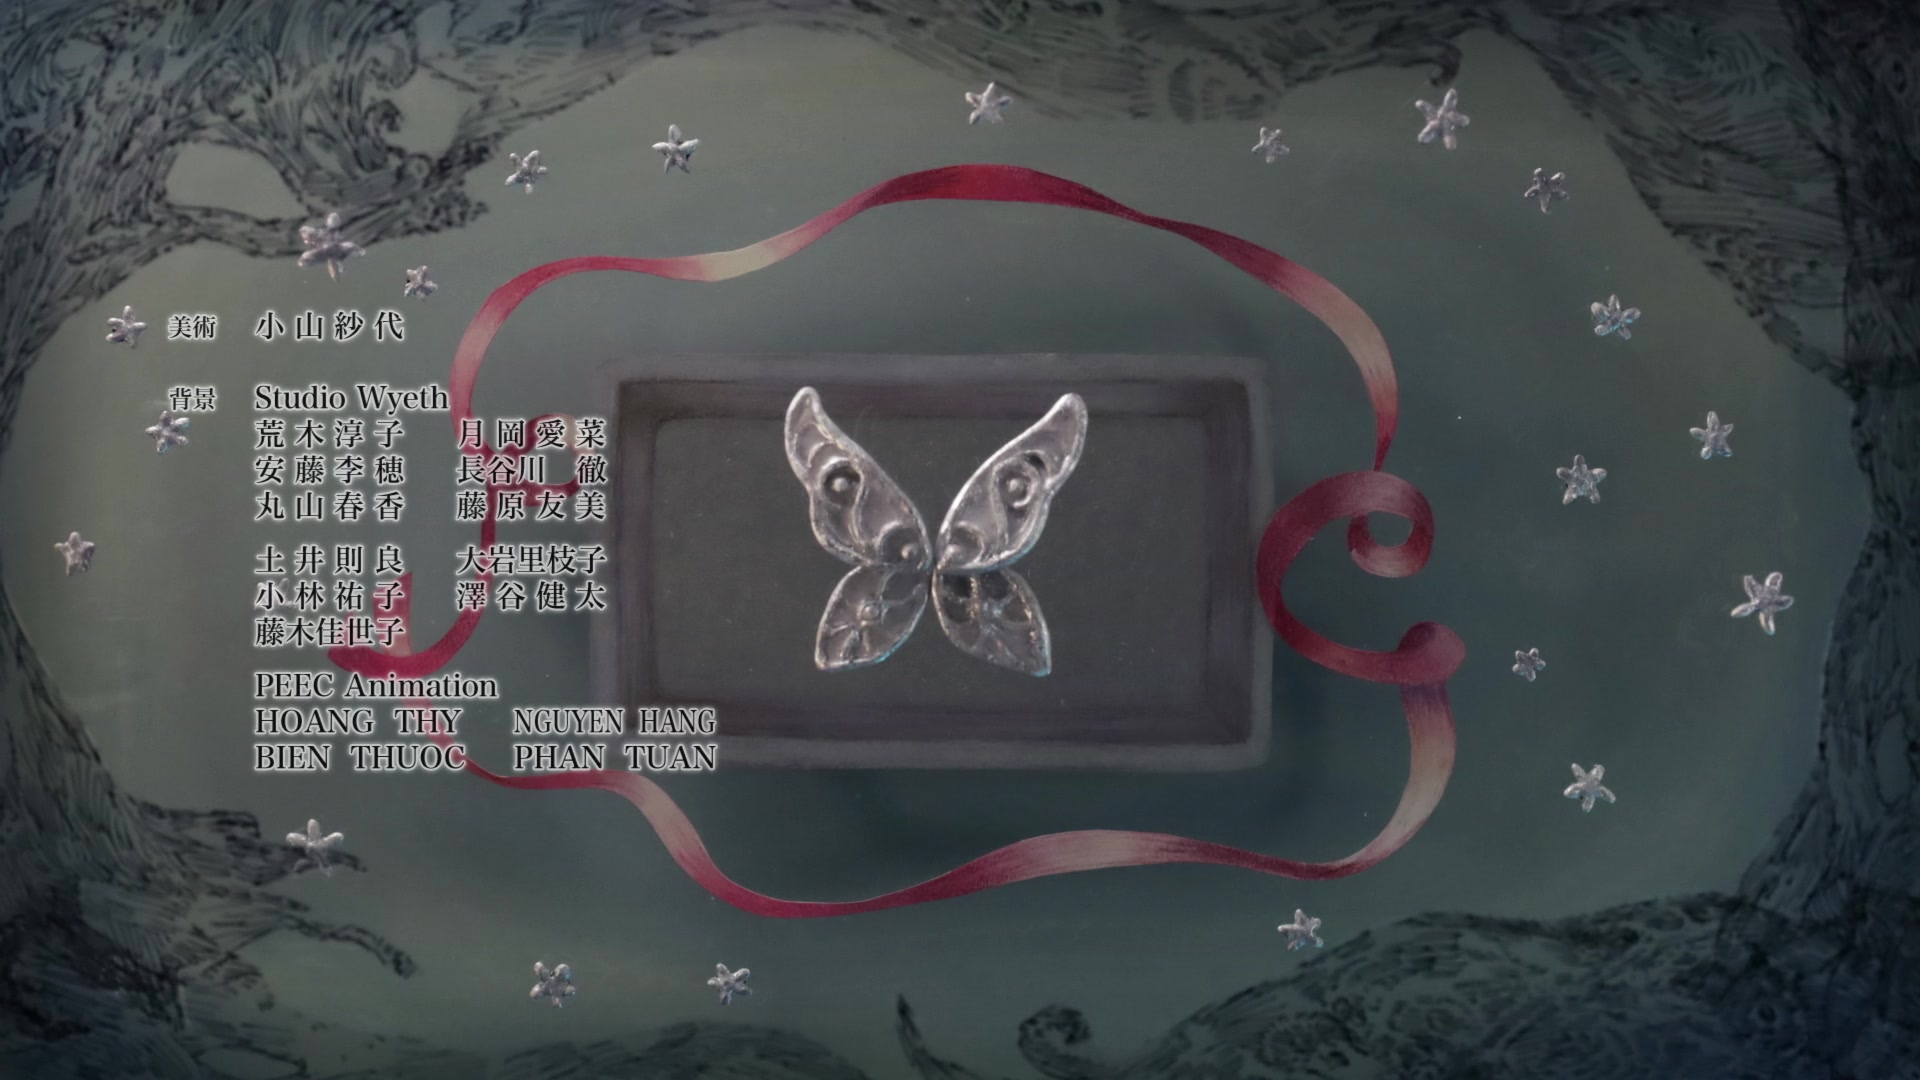 美術 小山紗代
背景 Studio Wyeth
荒木淳子 月岡愛菜
安藤李穂 長谷川 徹
丸山春香 藤原友美
土井則良 大岩里枝子
小林祐子 澤谷健太
藤木佳世子
PEEC Animation
HOANG THY NGUYEN HANG
BIEN THUOC PHAN TUAN